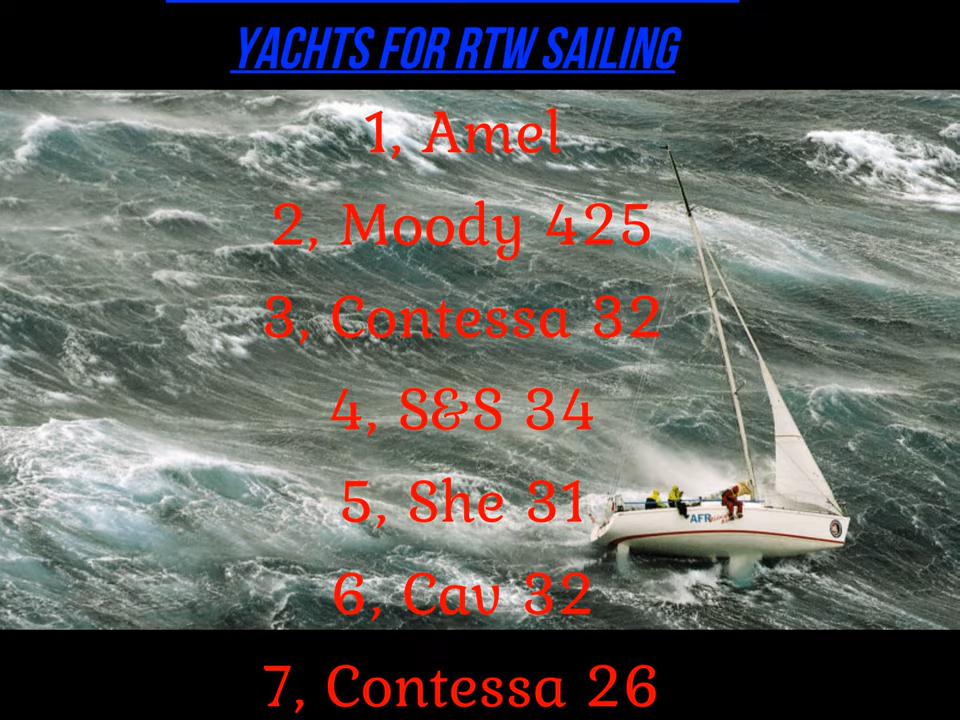 YACHTS FOR RTW SAILING
1, Amel
2, Moody 425
3, Contessa 32
4, S&S 34
5, She 31
AFR
6, Cav 32
7, Contessa 26